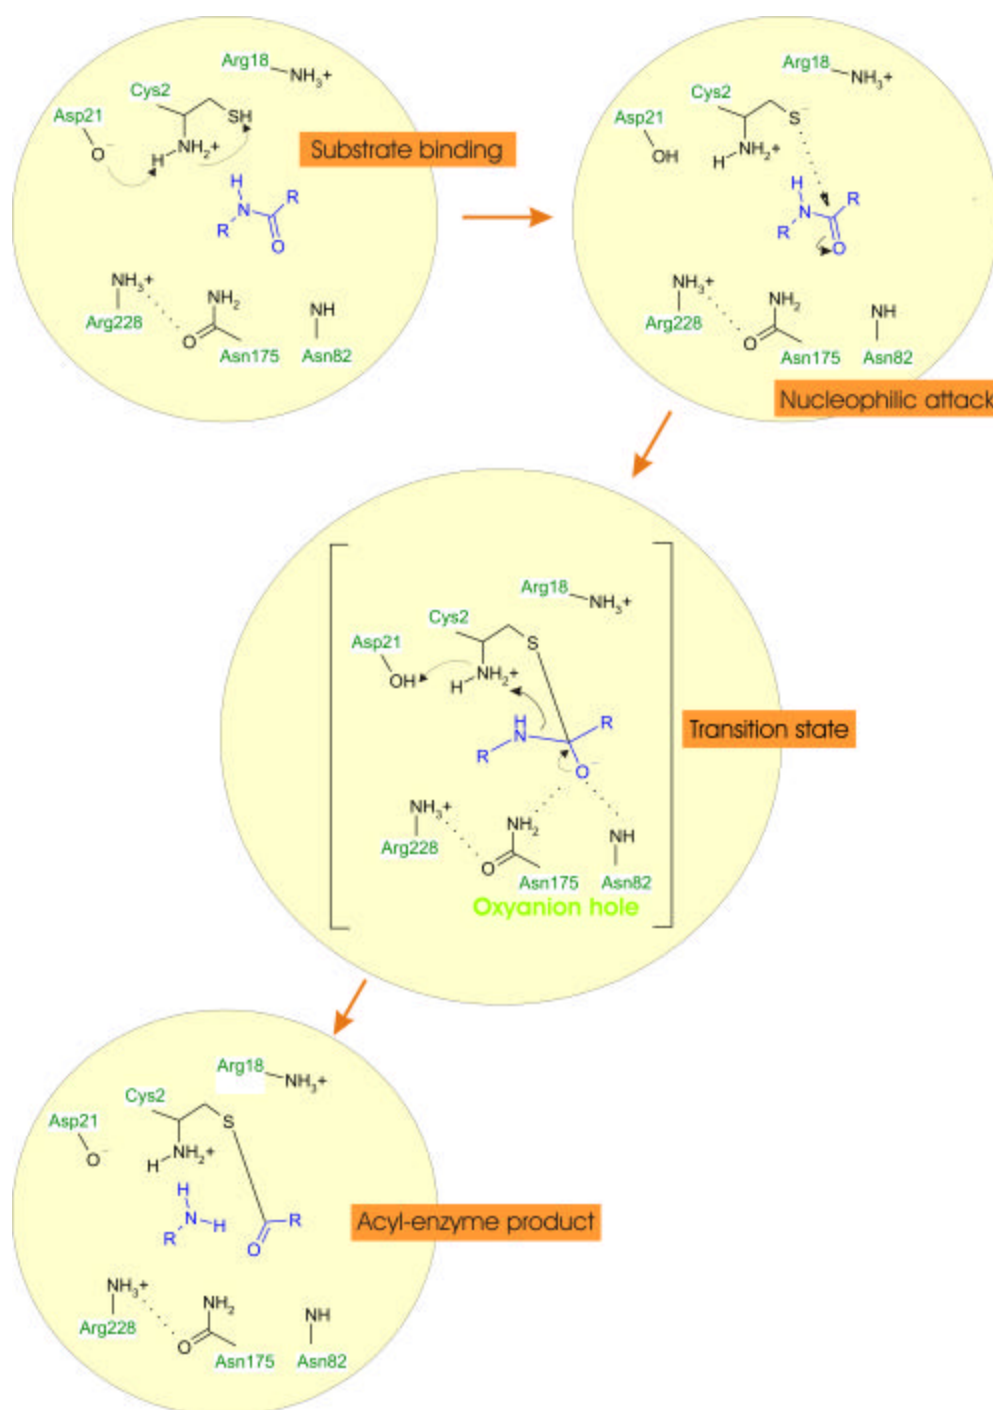 Arg18
NH₃+
Cys2
SH
Asp21
O⁻
H
NH₂+
Substrate binding
H
N
R
R
O
NH₃+
NH₂
NH
Arg228
O
Asn175
Asn82
Arg18
NH₃+
Cys2
S⁻
Asp21
OH
H
NH₂+
H
N
R
R
O
NH₃+
NH₂
NH
Arg228
O
Asn175
Asn82
Nucleophilic attack
Arg18
NH₃+
Cys2
S
Asp21
OH
H
NH₂+
H
N
R
R
O⁻
Transition state
NH₃+
NH₂
NH
Arg228
O
Asn175
Asn82
Oxyanion hole
Arg18
NH₃+
Cys2
S
Asp21
O⁻
H
NH₂+
H
N
H
R
R
O
Acyl-enzyme product
NH₃+
NH₂
NH
Arg228
O
Asn175
Asn82